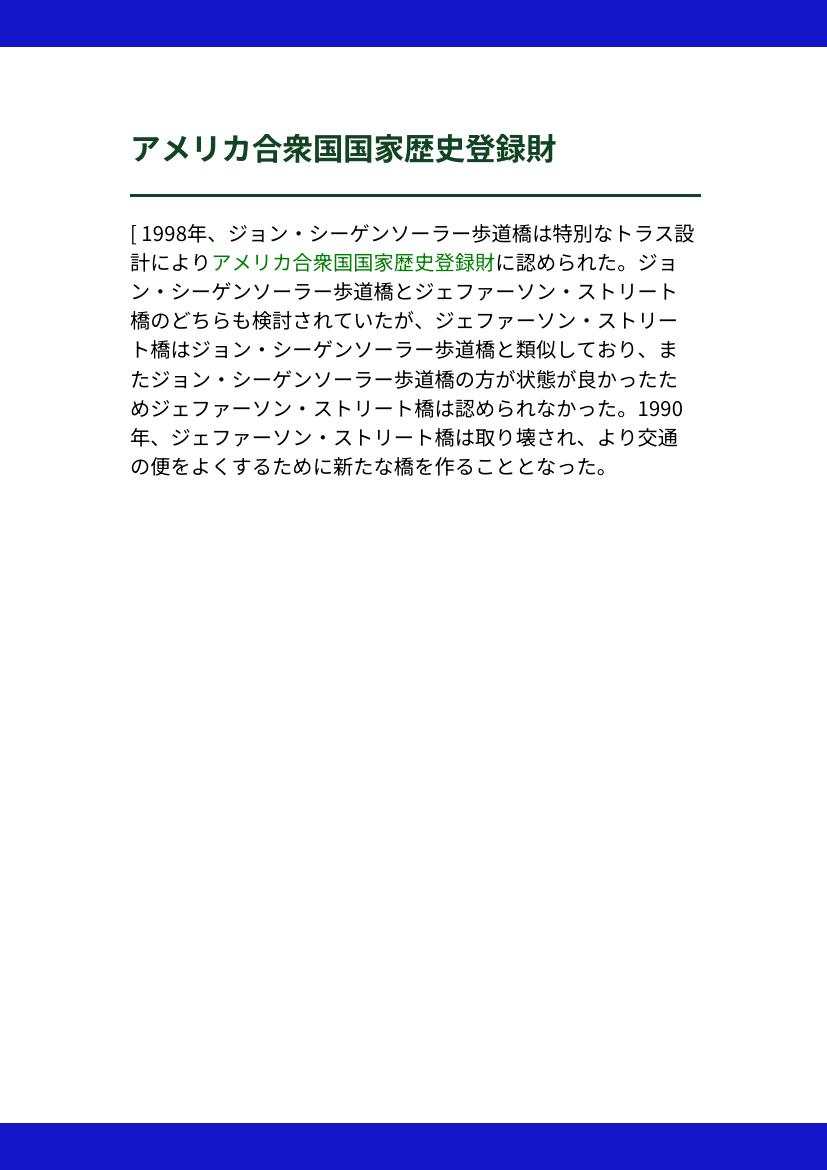 アメリカ合衆国国家歴史登録財
[ 1998年、ジョン・シーゲンソーラー歩道橋は特別なトラス設
計によりアメリカ合衆国国家歴史登録財に認められた。ジョ
ン・シーゲンソーラー歩道橋とジェファーソン・ストリート
橋のどちらも検討されていたが、ジェファーソン・ストリー
ト橋はジョン・シーゲンソーラー歩道橋と類似しており、ま
たジョン・シーゲンソーラー歩道橋の方が状態が良かったた
めジェファーソン・ストリート橋は認められなかった。1990
年、ジェファーソン・ストリート橋は取り壊され、より交通
の便をよくするために新たな橋を作ることとなった。